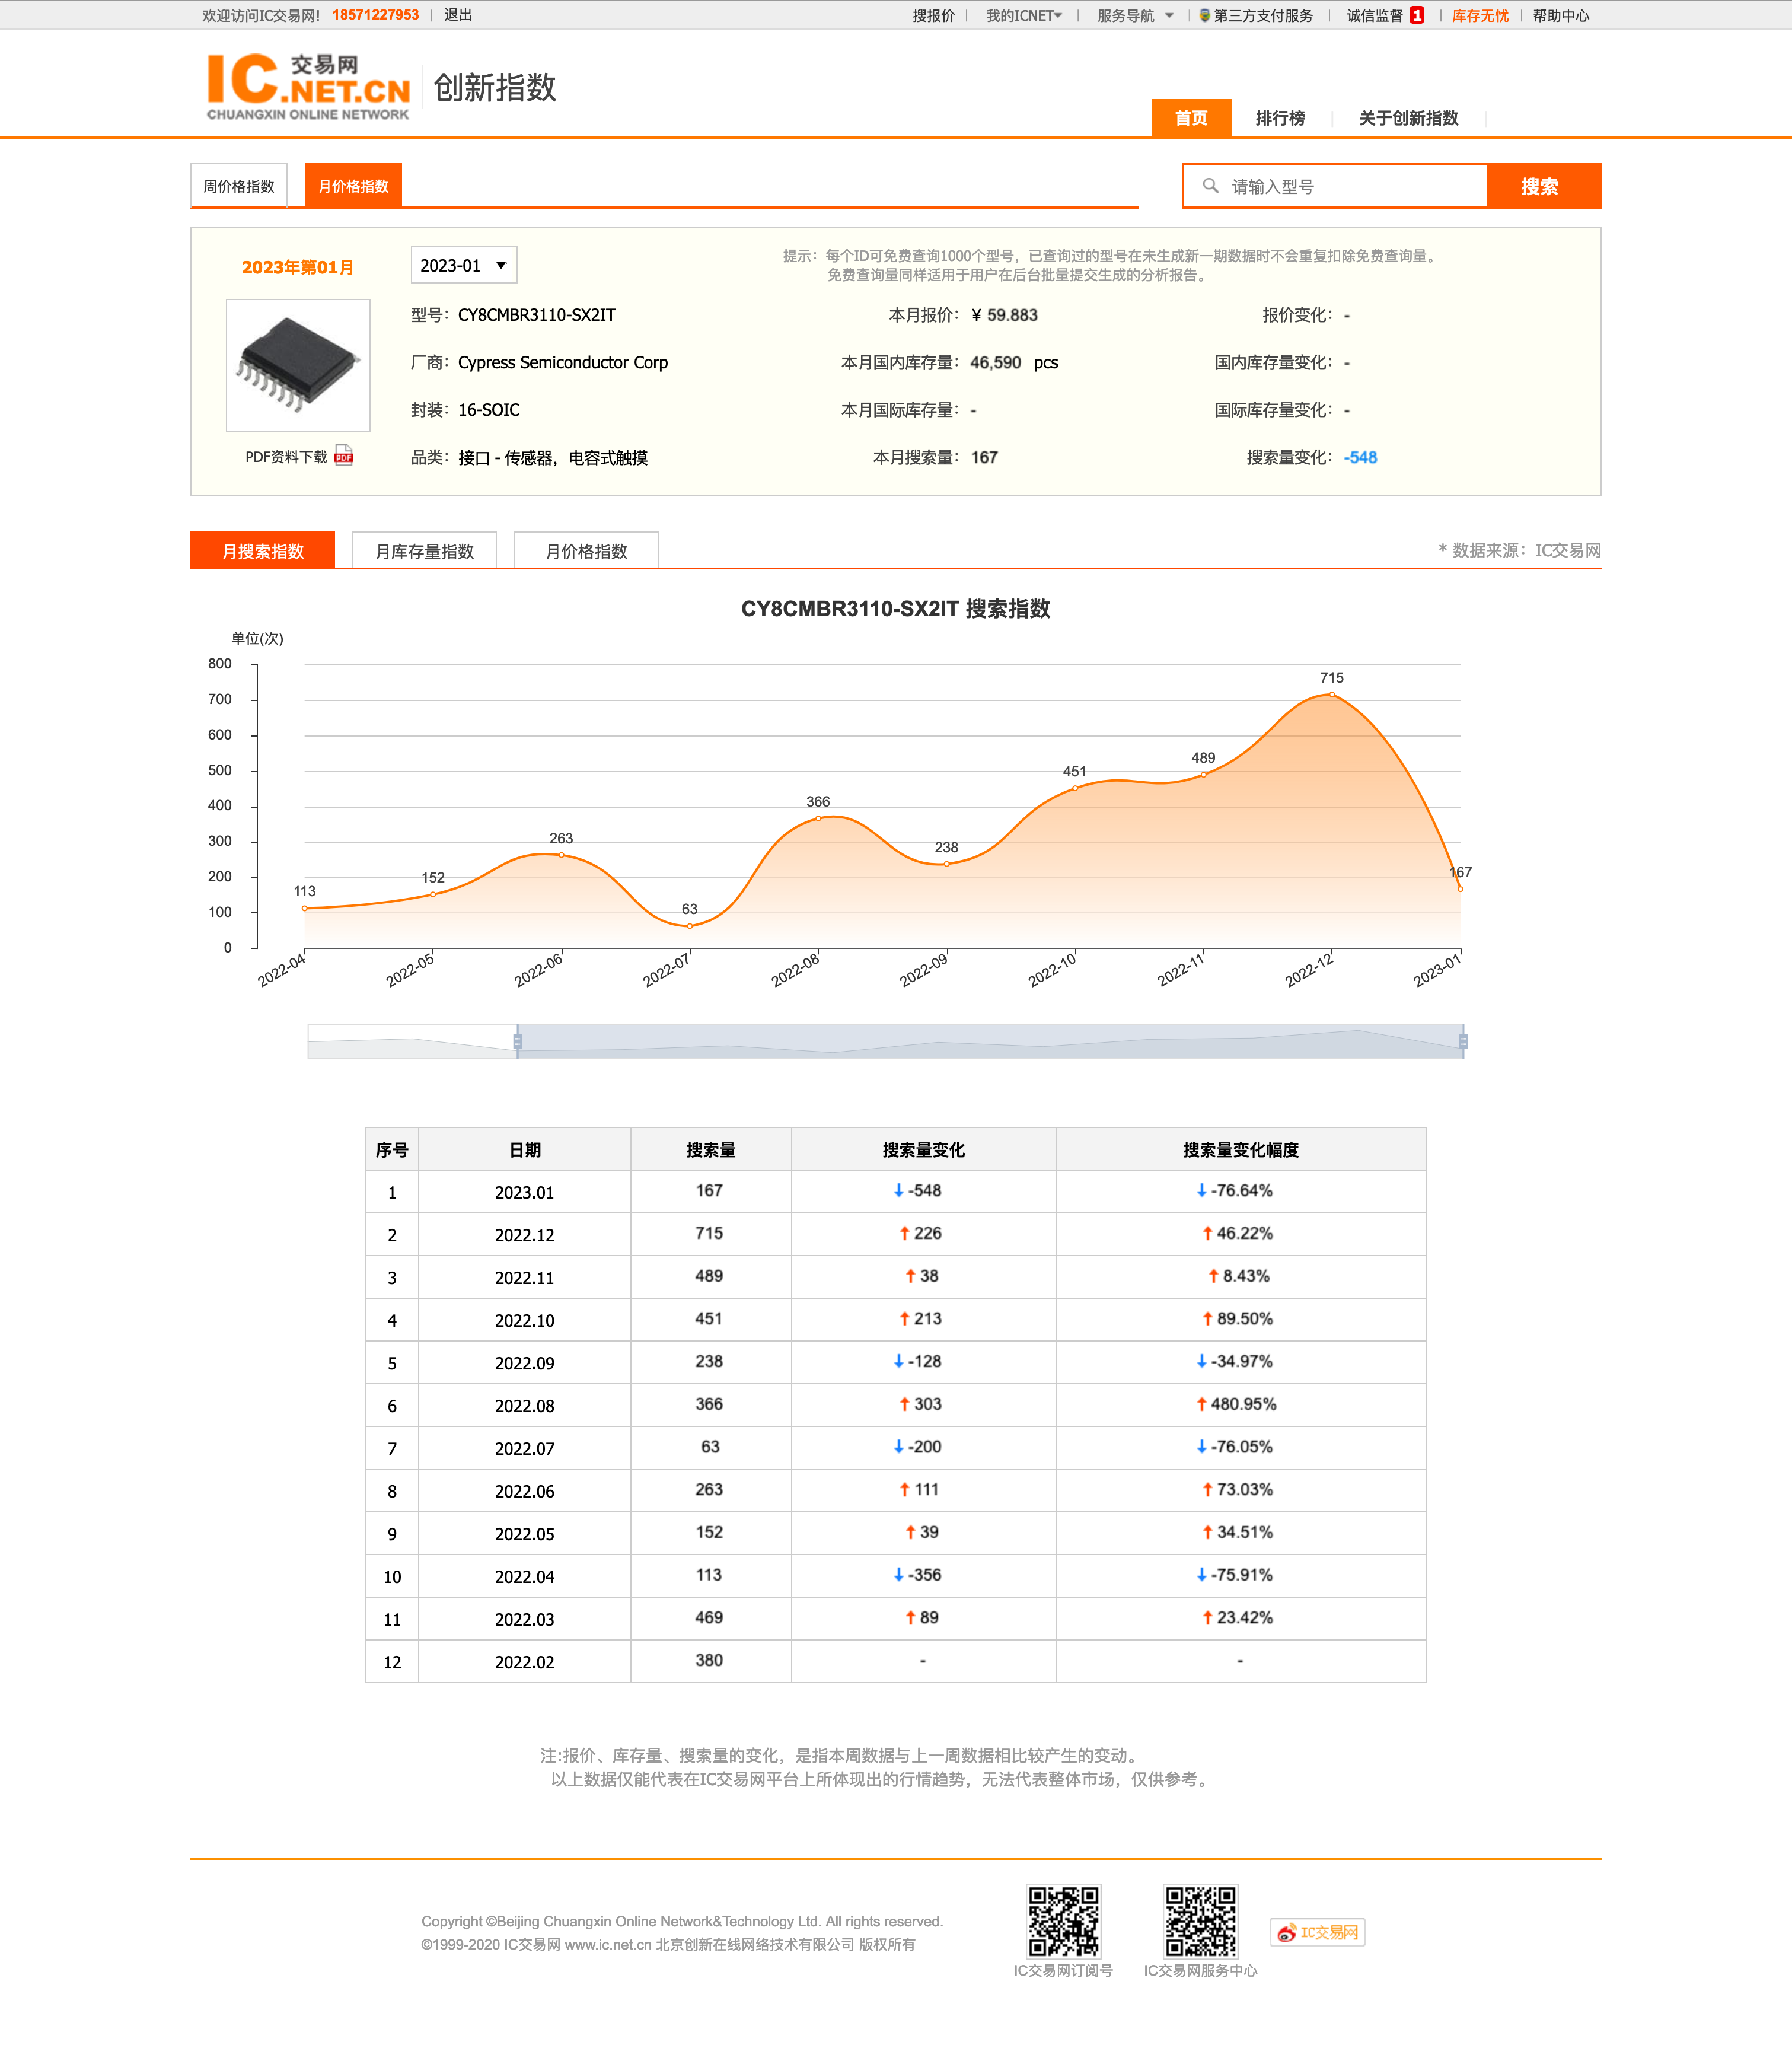 欢迎访问IC交易网! 18571227953 | 退出
搜报价 | 我的ICNET | 服务导航 | 第三方支付服务 | 诚信监督 1 | 库存无忧 | 帮助中心
IC 交易网
.NET.CN
CHUANGXIN ONLINE NETWORK
创新指数
首页 排行榜 关于创新指数
周价格指数 月价格指数 请输入型号 搜索
2023年第01月 2023-01
提示：每个ID可免费查询1000个型号，已查询过的型号在未生成新一期数据时不会重复扣除免费查询量。
免费查询量同样适用于用户在后台批量提交生成的分析报告。
型号：CY8CMBR3110-SX2IT 本月报价：¥ 59.883 报价变化：-
厂商：Cypress Semiconductor Corp 本月国内库存量：46,590 pcs 国内库存量变化：-
封装：16-SOIC 本月国际库存量：- 国际库存量变化：-
PDF资料下载 PDF 品类：接口 - 传感器，电容式触摸 本月搜索量：167 搜索量变化：-548
月搜索指数 月库存量指数 月价格指数 * 数据来源：IC交易网
CY8CMBR3110-SX2IT 搜索指数
单位(次)
800
700
600
500
400
300
200
100
0
113 152 263 63 366 238 451 489 715 167
2022-04 2022-05 2022-06 2022-07 2022-08 2022-09 2022-10 2022-11 2022-12 2023-01
序号 日期 搜索量 搜索量变化 搜索量变化幅度
1 2023.01 167 ↓ -548 ↓ -76.64%
2 2022.12 715 ↑ 226 ↑ 46.22%
3 2022.11 489 ↑ 38 ↑ 8.43%
4 2022.10 451 ↑ 213 ↑ 89.50%
5 2022.09 238 ↓ -128 ↓ -34.97%
6 2022.08 366 ↑ 303 ↑ 480.95%
7 2022.07 63 ↓ -200 ↓ -76.05%
8 2022.06 263 ↑ 111 ↑ 73.03%
9 2022.05 152 ↑ 39 ↑ 34.51%
10 2022.04 113 ↓ -356 ↓ -75.91%
11 2022.03 469 ↑ 89 ↑ 23.42%
12 2022.02 380 - -
注:报价、库存量、搜索量的变化，是指本周数据与上一周数据相比较产生的变动。
以上数据仅能代表在IC交易网平台上所体现出的行情趋势，无法代表整体市场，仅供参考。
Copyright ©Beijing Chuangxin Online Network&Technology Ltd. All rights reserved.
©1999-2020 IC交易网 www.ic.net.cn 北京创新在线网络技术有限公司 版权所有
IC交易网订阅号 IC交易网服务中心 IC交易网